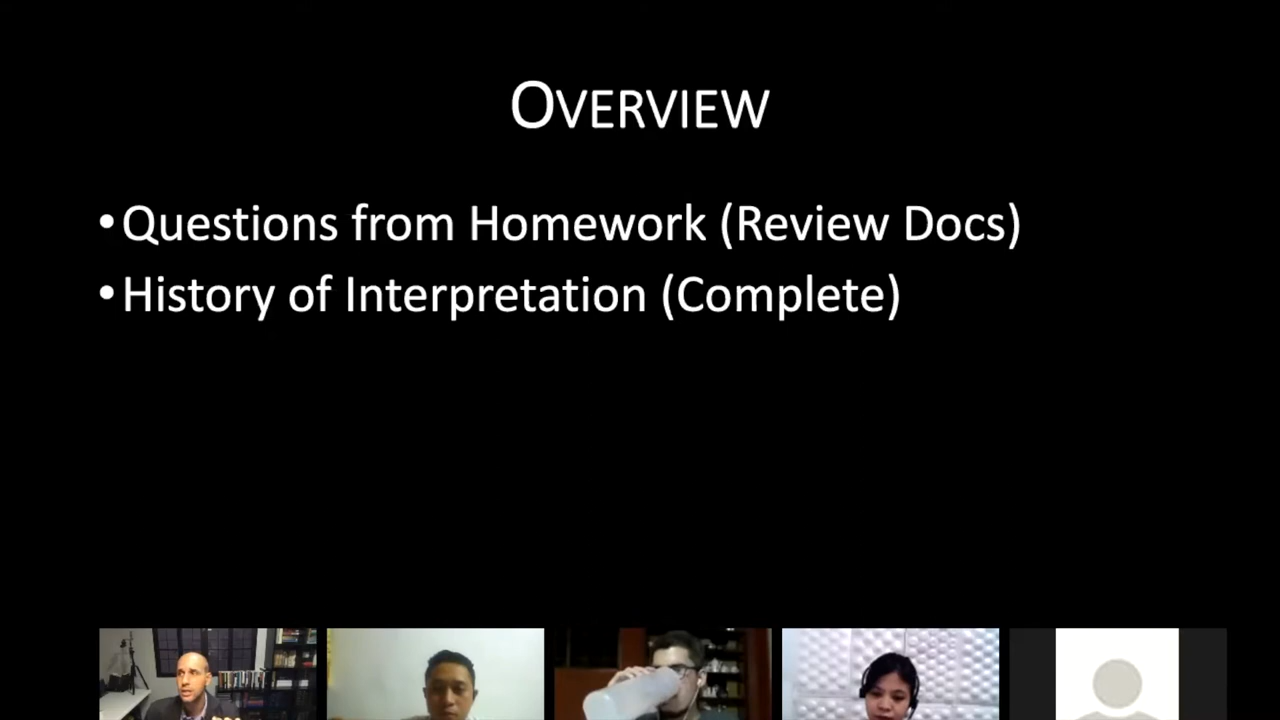 OVERVIEW
•Questions from Homework (Review Docs)
•History of Interpretation (Complete)